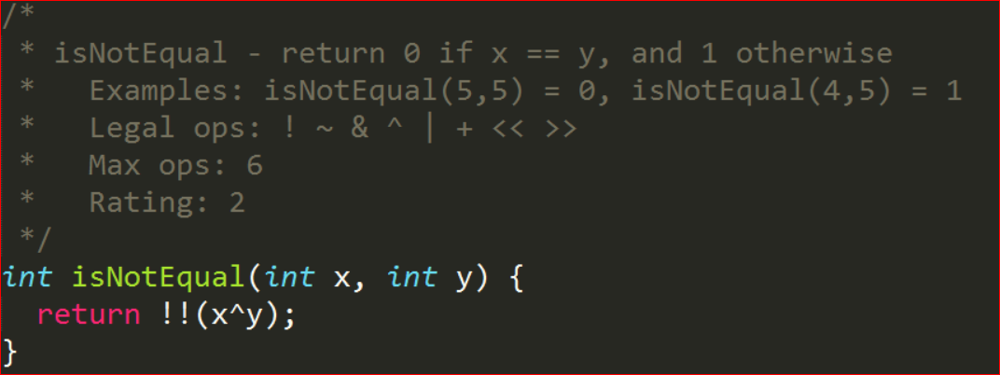 /*
 * isNotEqual - return 0 if x == y, and 1 otherwise
 *   Examples: isNotEqual(5,5) = 0, isNotEqual(4,5) = 1
 *   Legal ops: ! ~ & ^ | + << >>
 *   Max ops: 6
 *   Rating: 2
 */
int isNotEqual(int x, int y) {
  return !!(x^y);
}